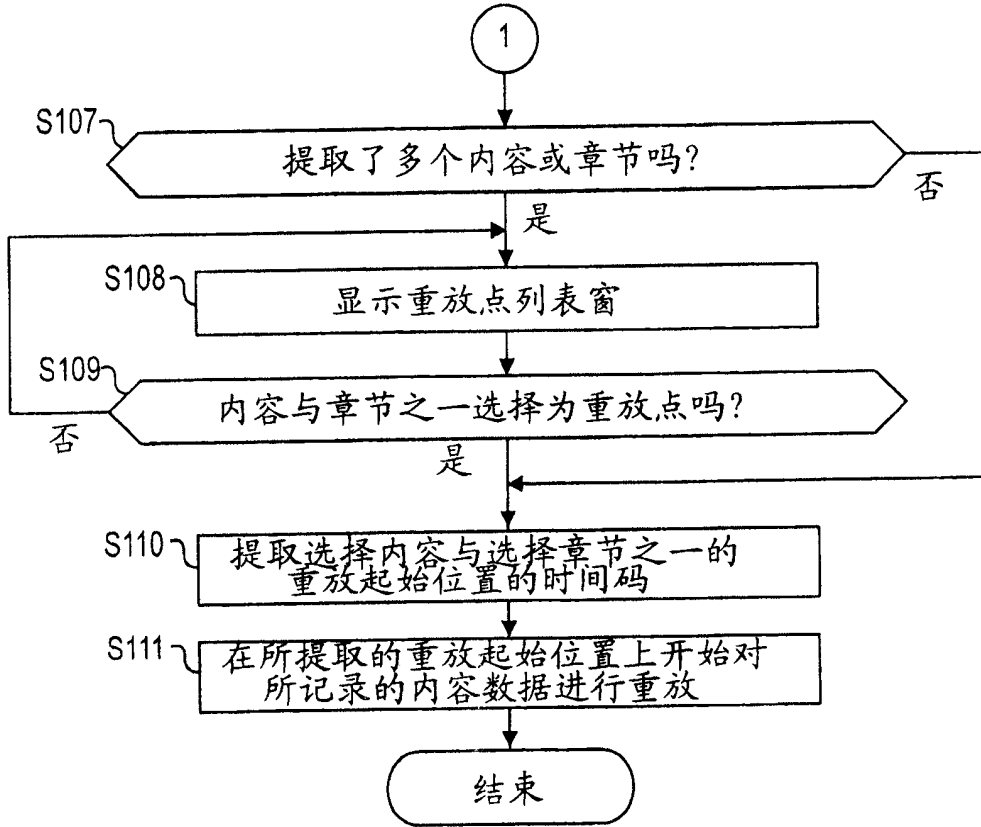 1
S107
提取了多个内容或章节吗?
否
是
S108
显示重放点列表窗
S109
内容与章节之一选择为重放点吗?
否
是
S110
提取选择内容与选择章节之一的
重放起始位置的时间码
S111
在所提取的重放起始位置上开始对
所记录的内容数据进行重放
结束